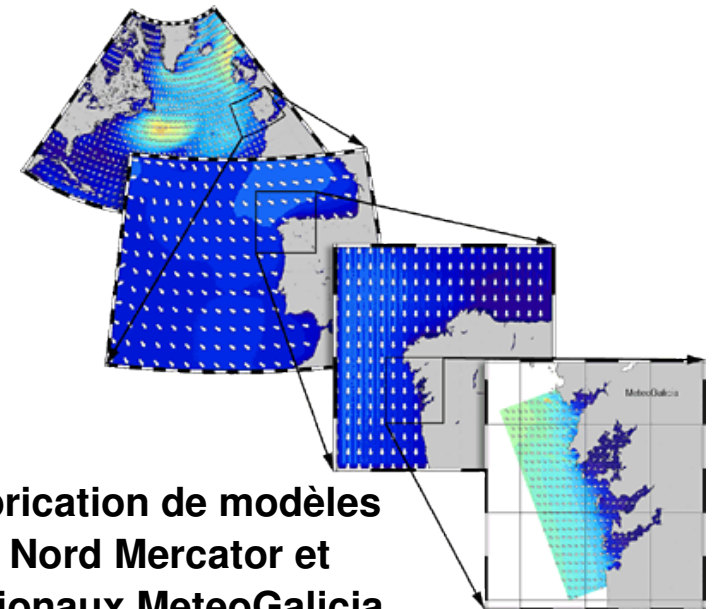 MeteoGalicia
brication de modèles
Nord Mercator et
ionaux MeteoGalicia